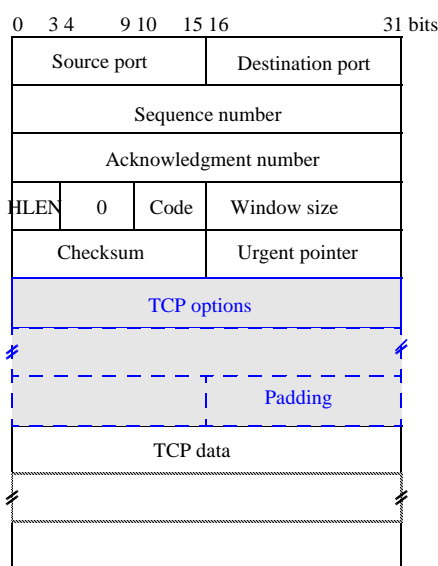 0 3 4 9 10 15 16 31 bits
Source port Destination port
Sequence number
Acknowledgment number
HLEN 0 Code Window size
Checksum Urgent pointer
TCP options
Padding
TCP data